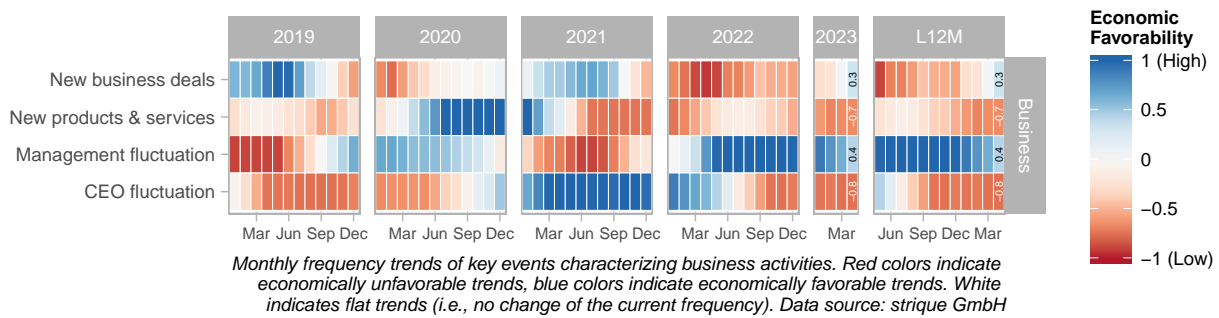 Economic
Favorability
2019 2020 2021 2022 2023 L12M
1 (High)
New business deals 0.3 0.3
0.5
New products & services −0.7 −0.7
Business
0
Management fluctuation 0.4 0.4
CEO fluctuation −0.8 −0.8
−0.5
−1 (Low)
Mar Jun Sep Dec Mar Jun Sep Dec Mar Jun Sep Dec Mar Jun Sep Dec Mar Jun Sep Dec Mar
Monthly frequency trends of key events characterizing business activities. Red colors indicate
economically unfavorable trends, blue colors indicate economically favorable trends. White
indicates flat trends (i.e., no change of the current frequency). Data source: strique GmbH